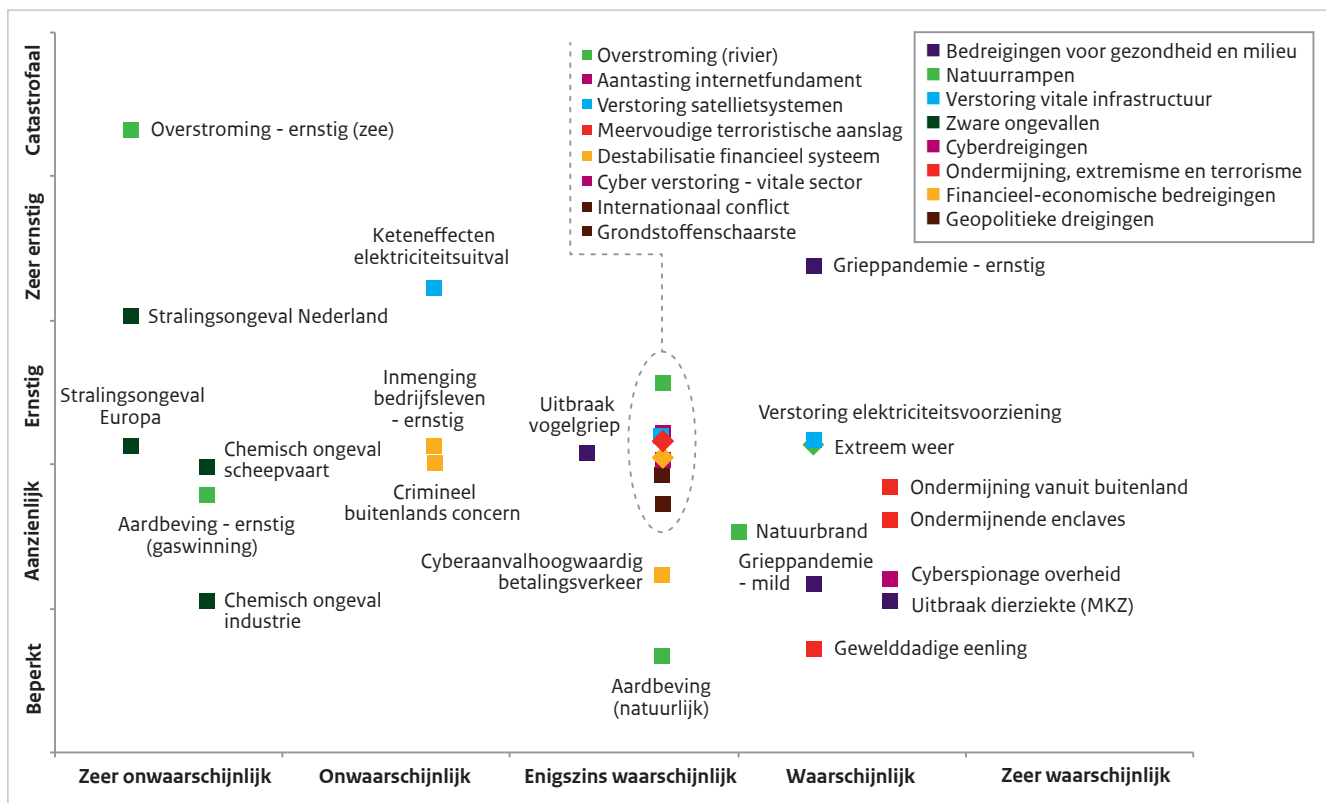 Catastrofaal
Zeer ernstig
Ernstig
Aanzienlijk
Beperkt
Overstroming - ernstig (zee)
Overstroming (rivier)
Aantasting internetfundament
Verstoring satellietsystemen
Meervoudige terroristische aanslag
Destabilisatie financieel systeem
Cyber verstoring - vitale sector
Internationaal conflict
Grondstoffenschaarste
Bedreigingen voor gezondheid en milieu
Natuurrampen
Verstoring vitale infrastructuur
Zware ongevallen
Cyberdreigingen
Ondermijning, extremisme en terrorisme
Financieel-economische bedreigingen
Geopolitieke dreigingen
Keteneffecten
elektriciteitsuitval
Grieppandemie - ernstig
Stralingsongeval Nederland
Stralingsongeval
Europa
Inmenging
bedrijfsleven
- ernstig
Uitbraak
vogelgriep
Verstoring elektriciteitsvoorziening
Extreem weer
Chemisch ongeval
scheepvaart
Crimineel
buitenlands concern
Ondermijning vanuit buitenland
Ondermijnende enclaves
Aardbeving - ernstig
(gaswinning)
Natuurbrand
Cyberaanvalhoogwaardig
betalingsverkeer
Grieppandemie
- mild
Cyberspionage overheid
Uitbraak dierziekte (MKZ)
Chemisch ongeval
industrie
Gewelddadige eenling
Aardbeving
(natuurlijk)
Zeer onwaarschijnlijk
Onwaarschijnlijk
Enigszins waarschijnlijk
Waarschijnlijk
Zeer waarschijnlijk